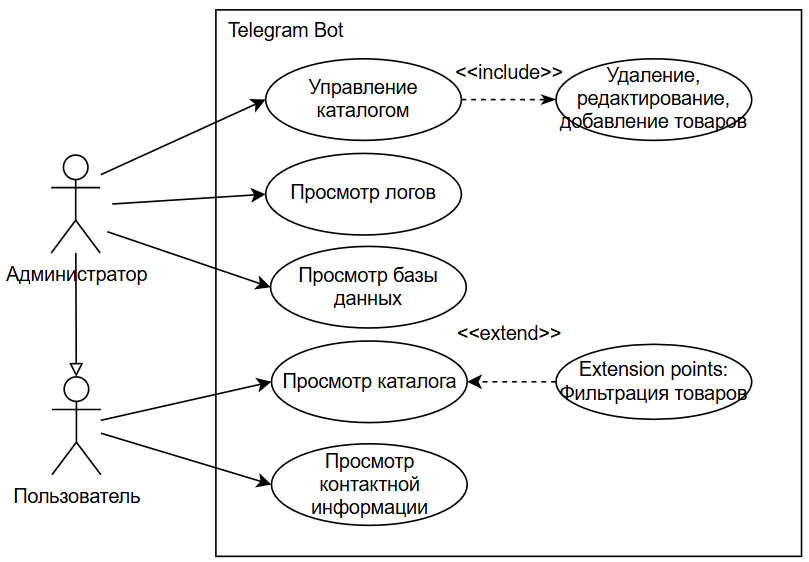 Telegram Bot
Управление
каталогом
<<include>>
Удаление,
редактирование,
добавление товаров
Просмотр логов
Администратор
Просмотр базы
данных
<<extend>>
Просмотр каталога
Extension points:
Фильтрация товаров
Пользователь
Просмотр
контактной
информации